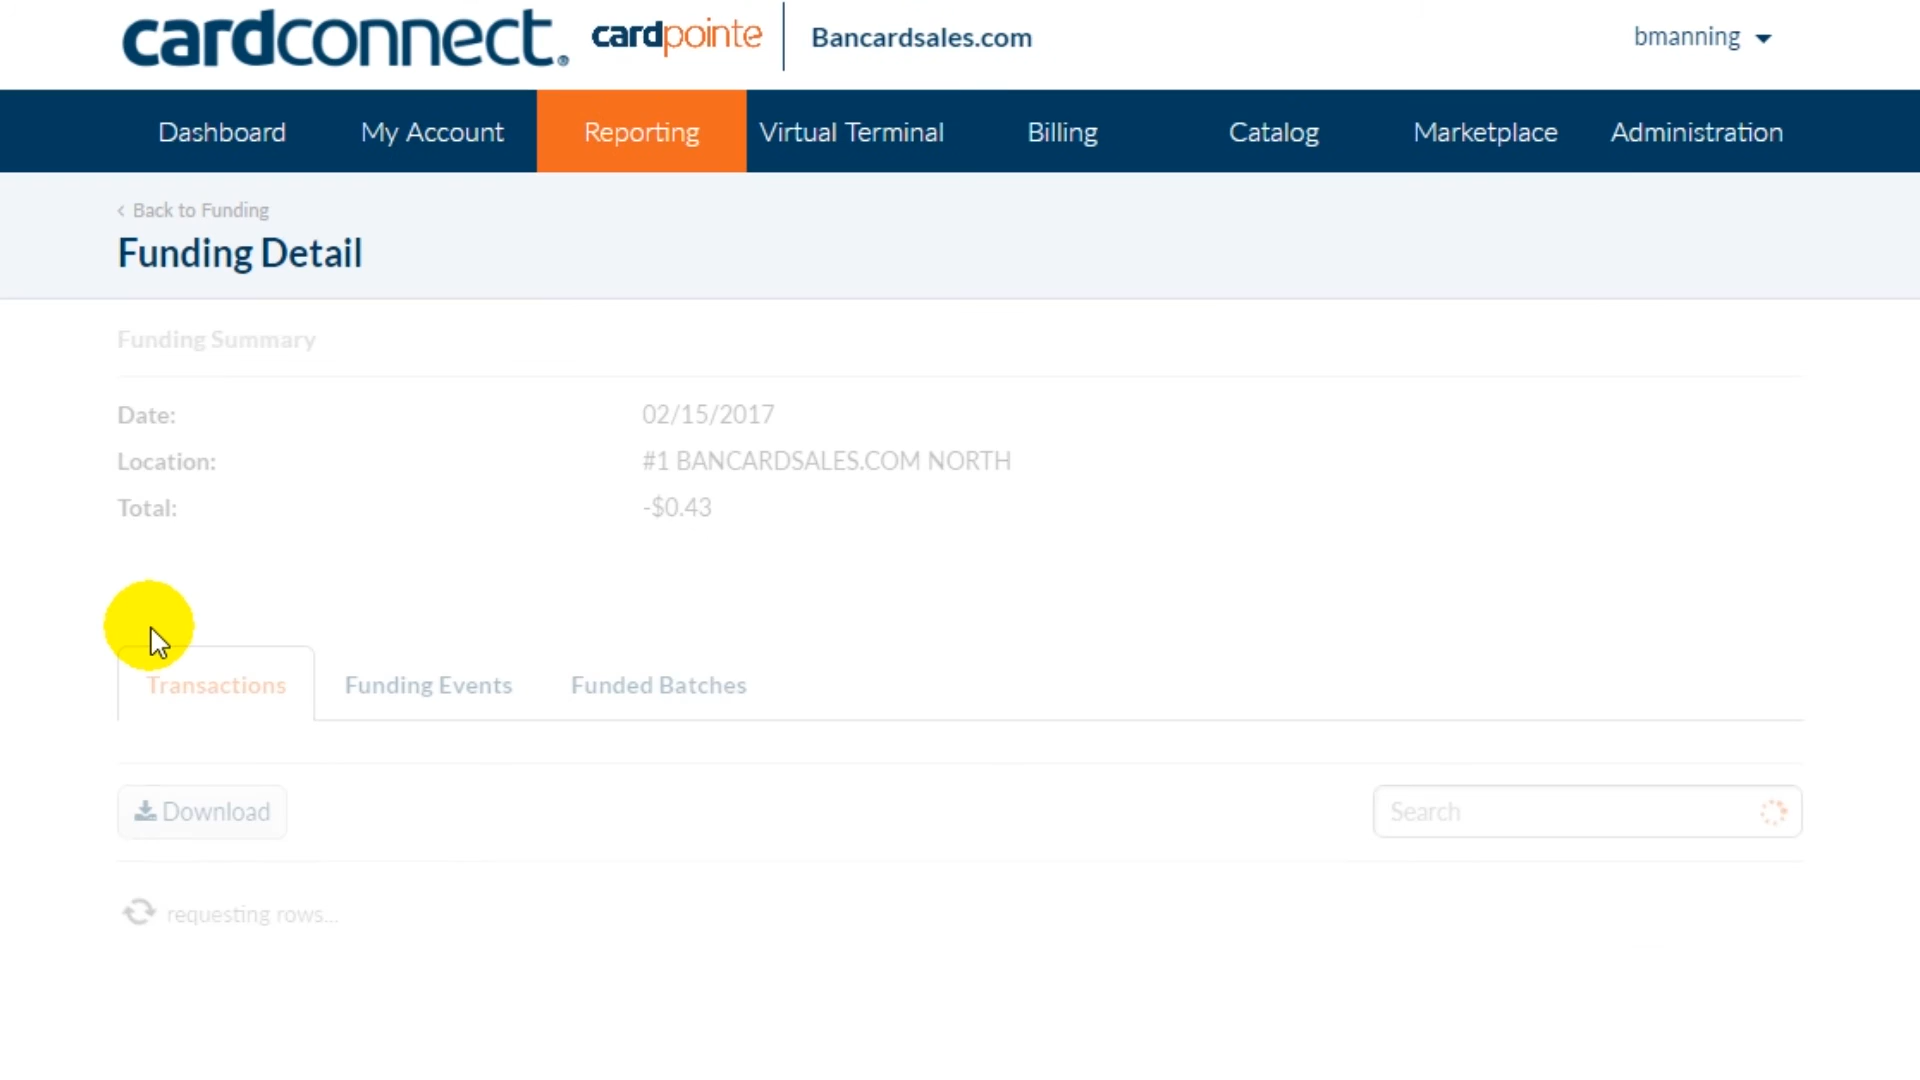 cardconnect.® cardpointe Bancardsales.com bmanning
Dashboard My Account Reporting Virtual Terminal Billing Catalog Marketplace Administration
‹ Back to Funding
Funding Detail
Funding Summary
Date: 02/15/2017
Location: #1 BANCARDSALES.COM NORTH
Total: -$0.43
Transactions Funding Events Funded Batches
Download Search
requesting rows...